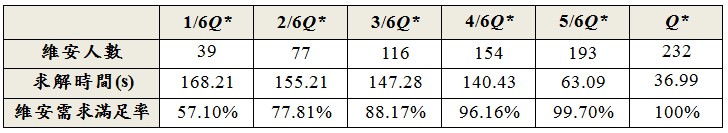 1/6Q* 2/6Q* 3/6Q* 4/6Q* 5/6Q* Q*
維安人數 39 77 116 154 193 232
求解時間(s) 168.21 155.21 147.28 140.43 63.09 36.99
維安需求滿足率 57.10% 77.81% 88.17% 96.16% 99.70% 100%